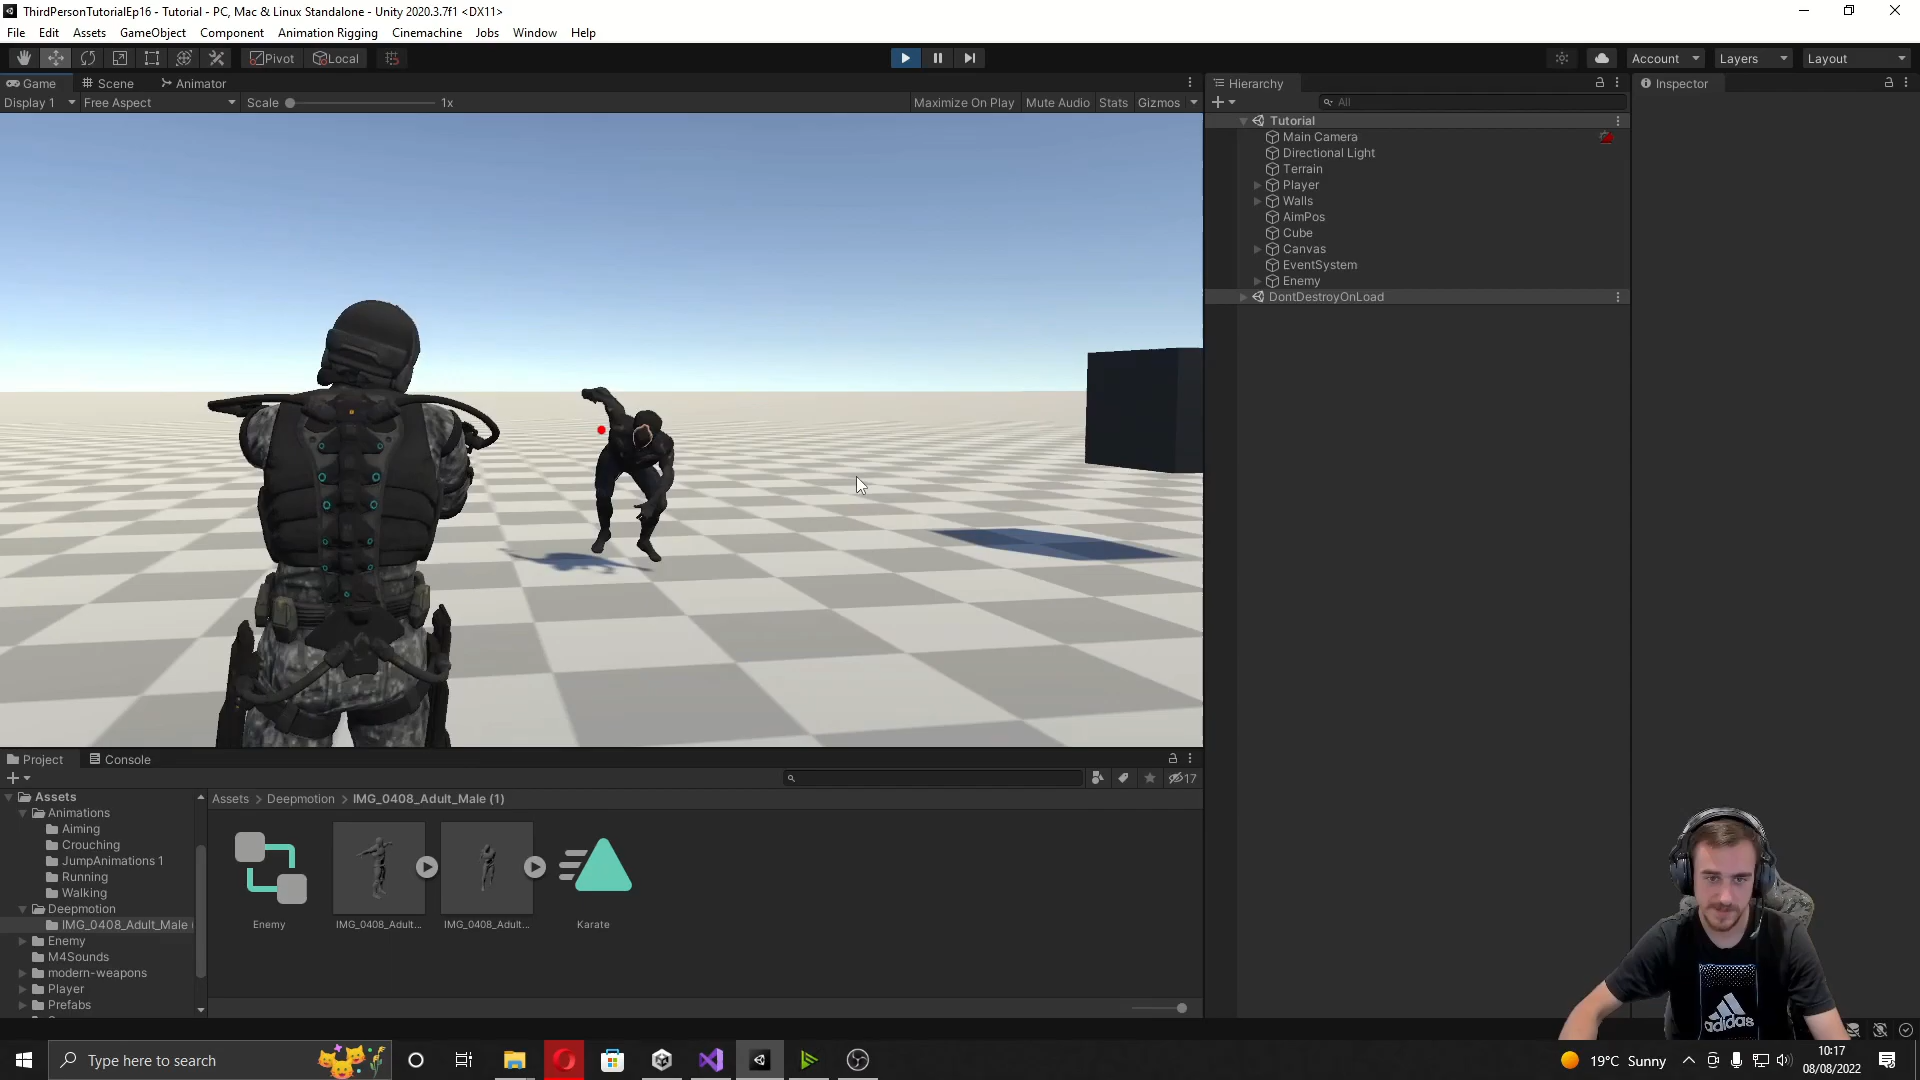 ThirdPersonTutorialEp16 - Tutorial - PC, Mac & Linux Standalone - Unity 2020.3.7f1 <DX11>
File Edit Assets GameObject Component Animation Rigging Cinemachine Jobs Window Help
Pivot Local Account Layers Layout
Game Scene Animator
Display 1 Free Aspect Scale 1x Maximize On Play Mute Audio Stats Gizmos
Hierarchy
All
Tutorial
Main Camera
Directional Light
Terrain
Player
Walls
AimPos
Cube
Canvas
EventSystem
Enemy
DontDestroyOnLoad
Inspector
Project Console
17
Assets
Animations
Aiming
Crouching
JumpAnimations 1
Running
Walking
Deepmotion
IMG_0408_Adult_Male
Enemy
M4Sounds
modern-weapons
Player
Prefabs
Assets > Deepmotion > IMG_0408_Adult_Male (1)
Enemy
IMG_0408_Adult...
IMG_0408_Adult...
Karate
adidas
Type here to search
19°C Sunny
10:17
08/08/2022